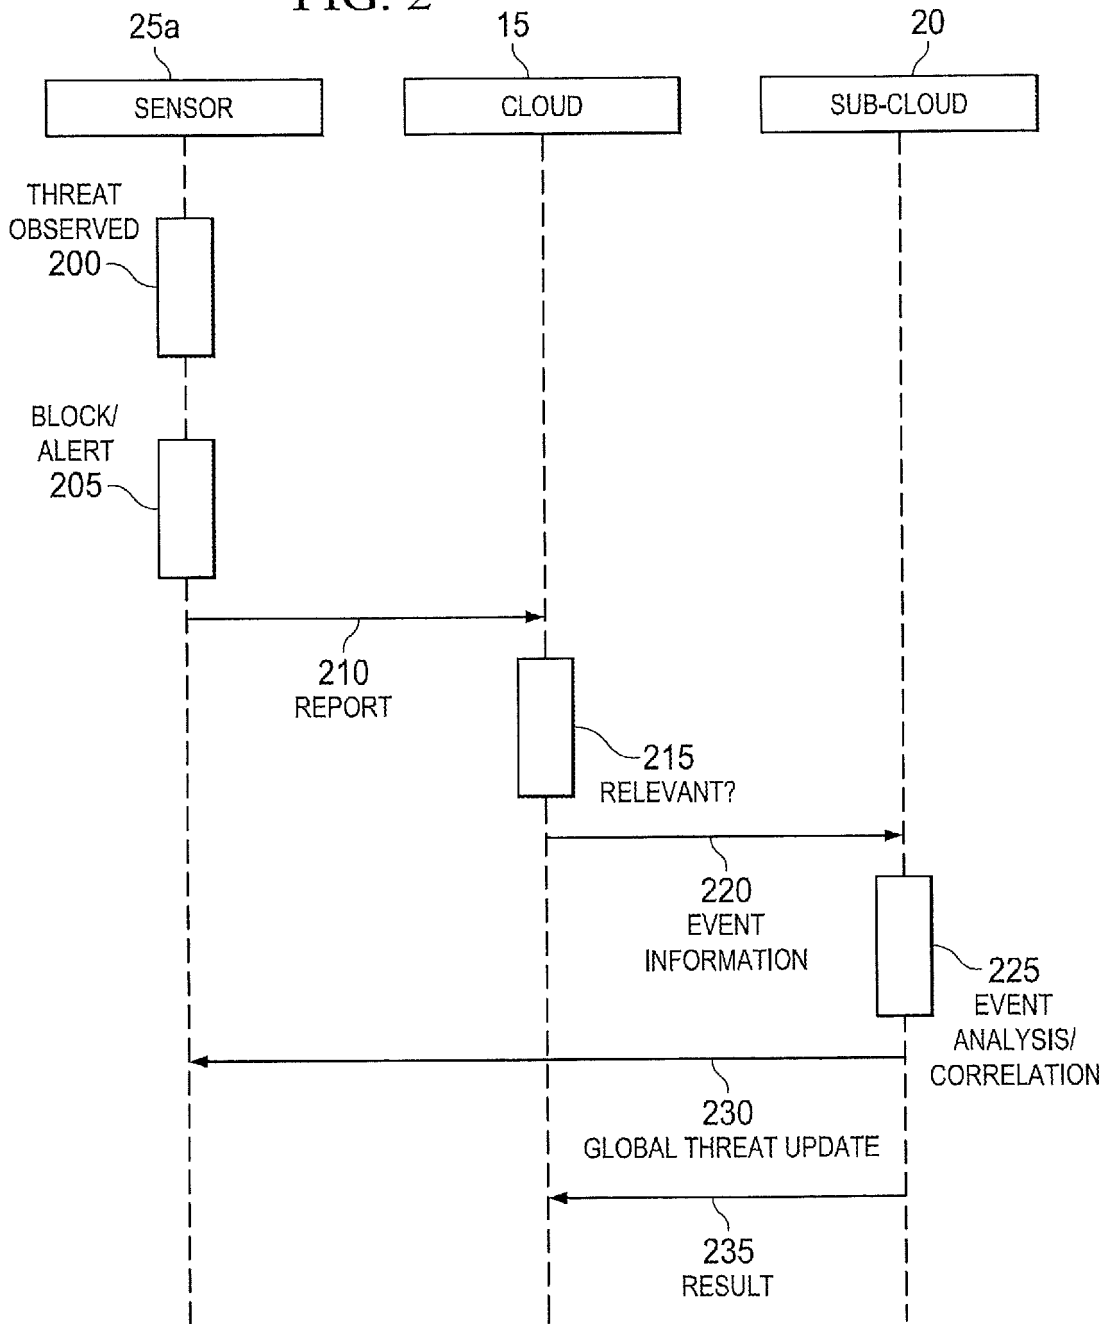 FIG. 2
25a
15
20
SENSOR
CLOUD
SUB-CLOUD
THREAT
OBSERVED
200
BLOCK/
ALERT
205
210
REPORT
215
RELEVANT?
220
EVENT
INFORMATION
225
EVENT
ANALYSIS/
CORRELATION
230
GLOBAL THREAT UPDATE
235
RESULT